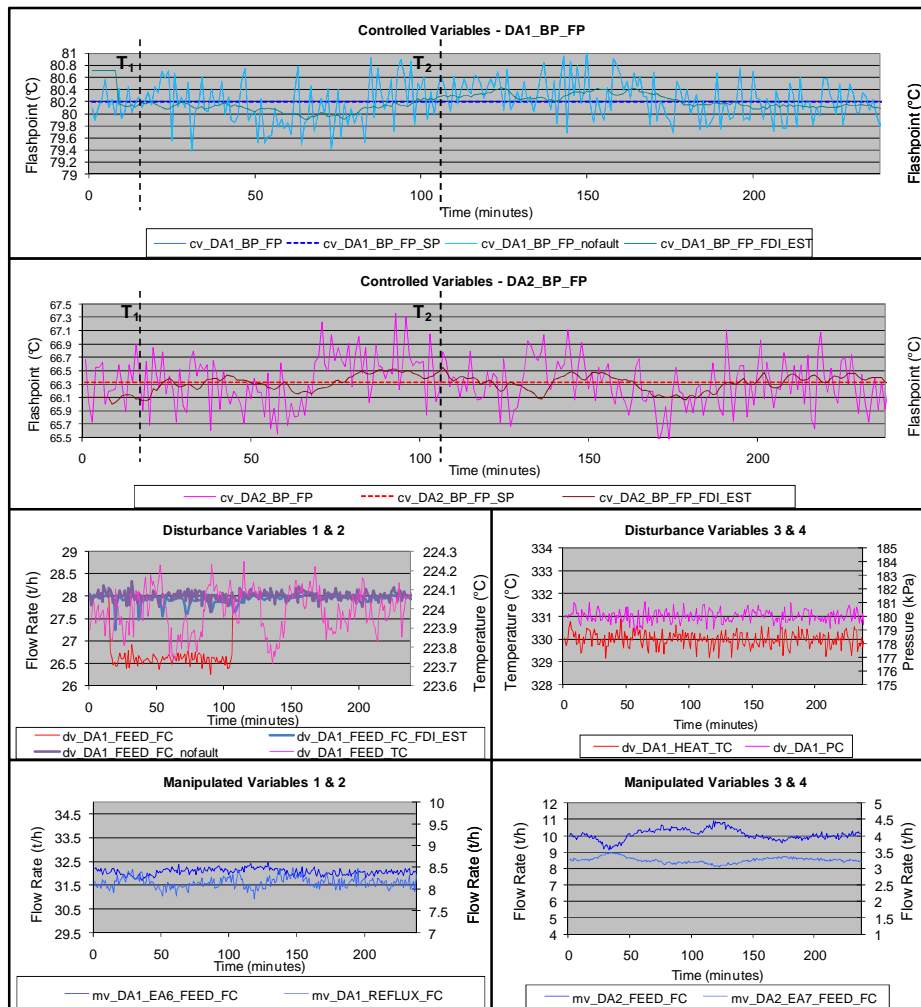 Controlled Variables - DA1_BP_FP
81
80.8
80.6
80.4
80.2
80
79.8
79.6
79.4
79.2
79
T1
T2
Flashpoint (°C)
Flashpoint (°C)
0 50 100 150 200
Time (minutes)
cv_DA1_BP_FP cv_DA1_BP_FP_SP cv_DA1_BP_FP_nofault cv_DA1_BP_FP_FDI_EST
Controlled Variables - DA2_BP_FP
67.5
67.3
67.1
66.9
66.7
66.5
66.3
66.1
65.9
65.7
65.5
T1
T2
Flashpoint (°C)
Flashpoint (°C)
0 50 100 150 200
Time (minutes)
cv_DA2_BP_FP cv_DA2_BP_FP_SP cv_DA2_BP_FP_FDI_EST
Disturbance Variables 1 & 2
29
28.5
28
27.5
27
26.5
26
Flow Rate (t/h)
224.3
224.2
224.1
224
223.9
223.8
223.7
223.6
Temperature (°C)
0 50 100 150 200
Time (minutes)
dv_DA1_FEED_FC dv_DA1_FEED_FC_FDI_EST
dv_DA1_FEED_FC_nofault dv_DA1_FEED_TC
Disturbance Variables 3 & 4
334
333
332
331
330
329
328
Temperature (°C)
185
184
183
182
181
180
179
178
177
176
175
Pressure (kPa)
0 50 100 150 200
Time (minutes)
dv_DA1_HEAT_TC dv_DA1_PC
Manipulated Variables 1 & 2
34.5
33.5
32.5
31.5
30.5
29.5
Flow Rate (t/h)
10
9.5
9
8.5
8
7.5
7
Flow Rate (t/h)
0 50 100 150 200
Time (minutes)
mv_DA1_EA6_FEED_FC mv_DA1_REFLUX_FC
Manipulated Variables 3 & 4
12
11
10
9
8
7
6
5
4
Flow Rate (t/h)
5
4.5
4
3.5
3
2.5
2
1.5
1
Flow Rate (t/h)
0 50 100 150 200
Time (minutes)
mv_DA2_FEED_FC mv_DA2_EA7_FEED_FC